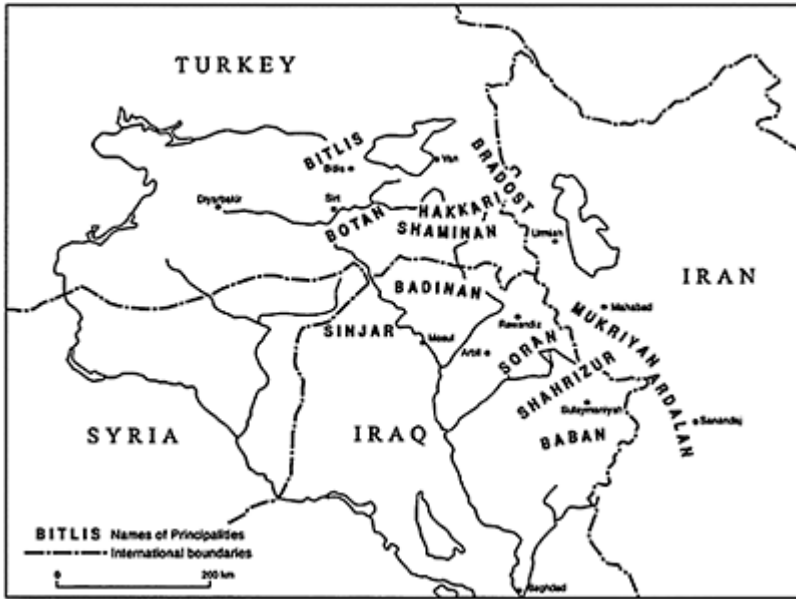 TURKEY
BITLIS
Bitlis
Van
BRADOST
Diyarbakir
Siirt
BOTAN
HAKKARI
SHAMINAN
Urmiah
IRAN
BADINAN
SINJAR
Mosul
Rawandiz
Mahabad
MUKRIYAN
Arbil
SORAN
SHAHRIZUR
ARDALAN
Sulaymaniyah
Sanandaj
SYRIA
IRAQ
BABAN
BITLIS Names of Principalities
International boundaries
0 200 km
Baghdad